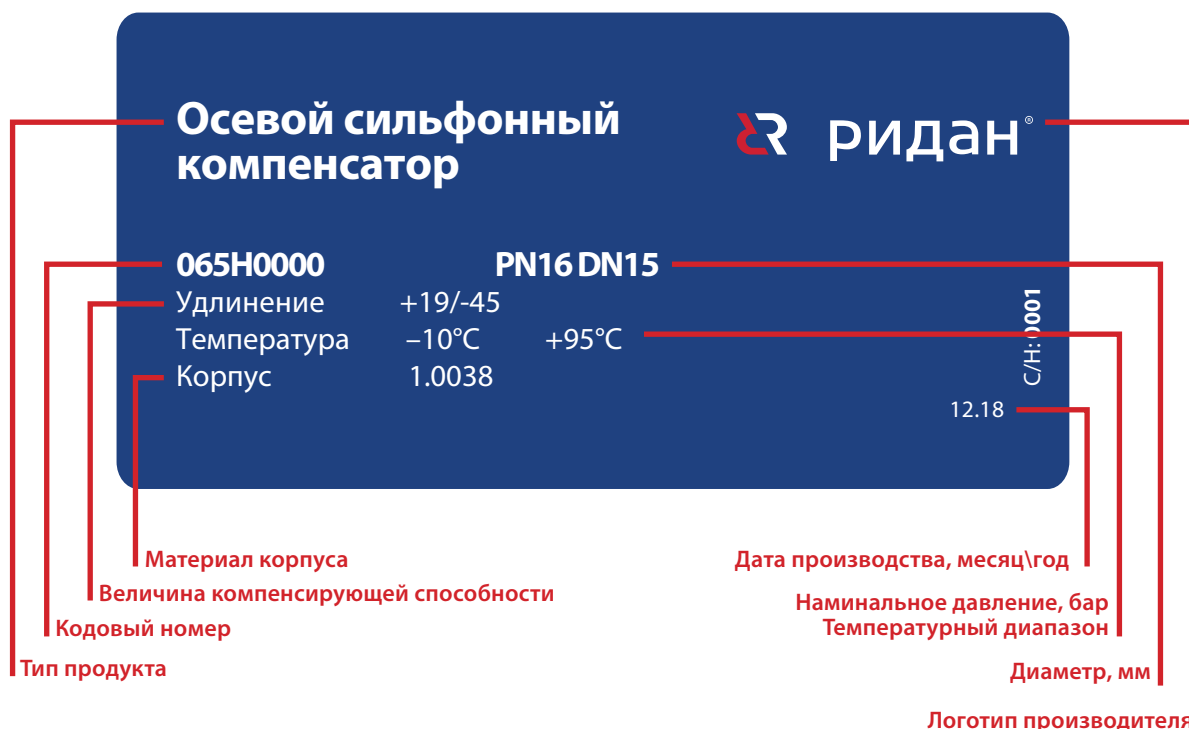 Осевой сильфонный
компенсатор
ридан®
065H0000 PN16 DN15
Удлинение +19/-45
Температура –10°C +95°C
Корпус 1.0038
С/Н: 0001
12.18
Материал корпуса
Дата производства, месяц\год
Величина компенсирующей способности
Наминальное давление, бар
Температурный диапазон
Кодовый номер
Тип продукта
Диаметр, мм
Логотип производителя